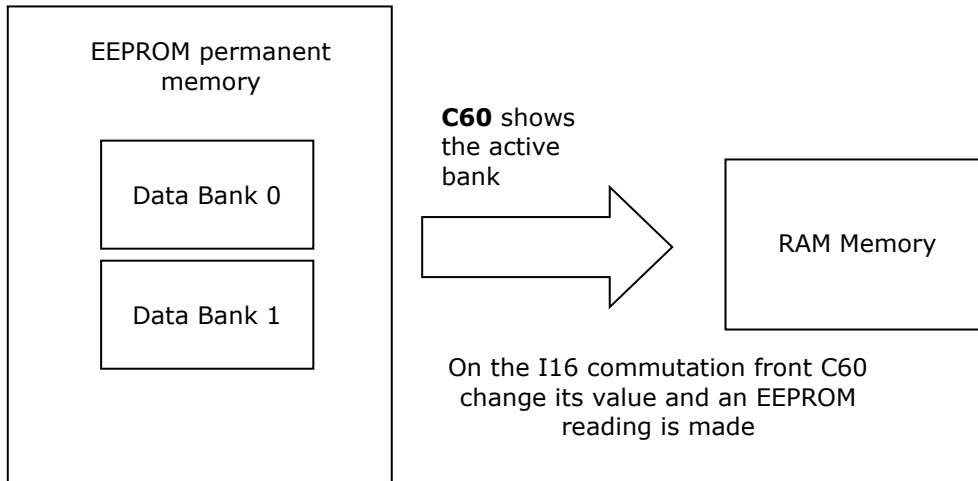 EEPROM permanent
memory
Data Bank 0
Data Bank 1
C60 shows
the active
bank
RAM Memory
On the I16 commutation front C60
change its value and an EEPROM
reading is made